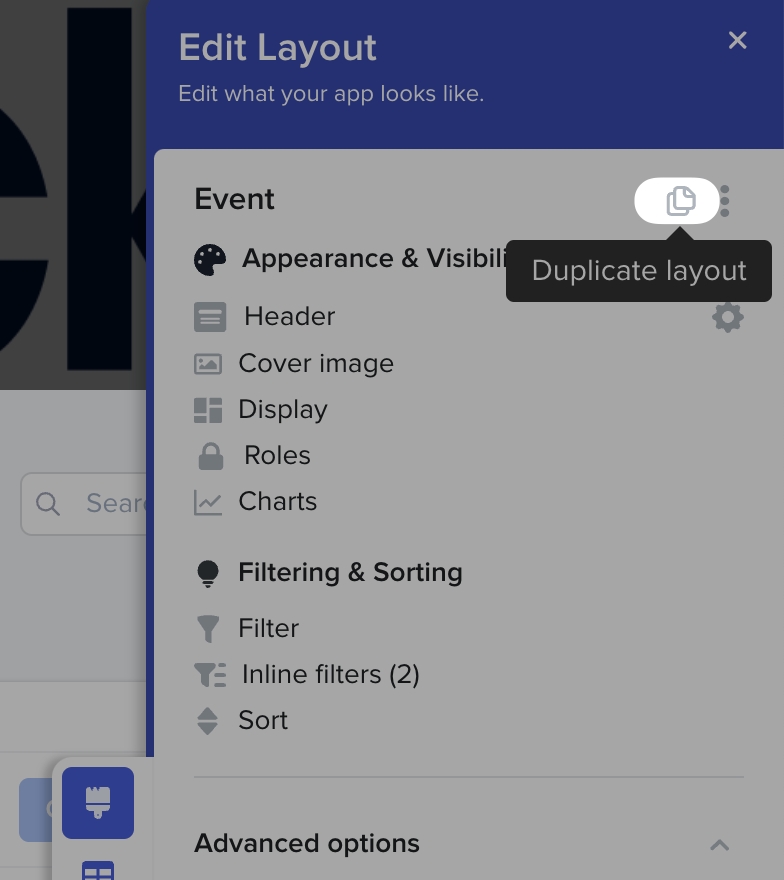 Edit Layout
Edit what your app looks like.
Event
Duplicate layout
Appearance & Visibili
Header
Cover image
Display
Roles
Charts
Sear
Filtering & Sorting
Filter
Inline filters (2)
Sort
Advanced options